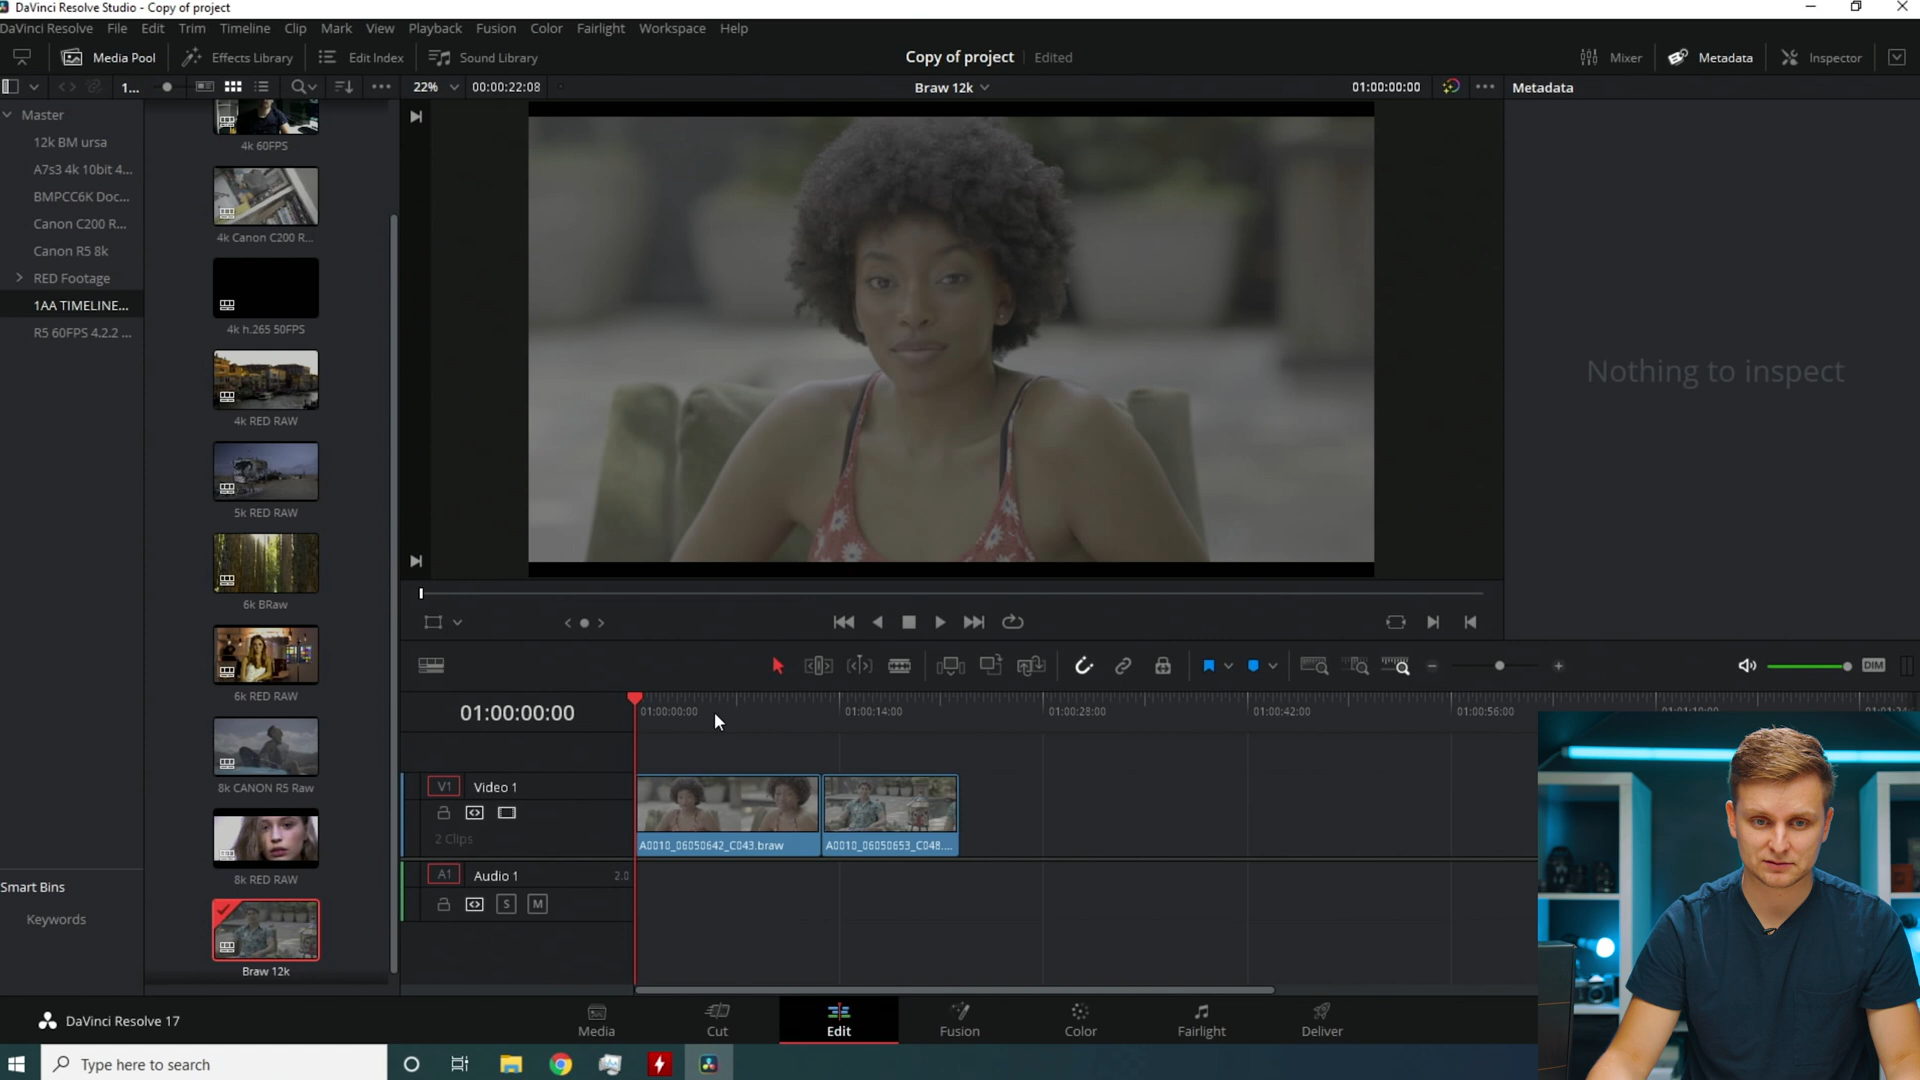 DaVinci Resolve Studio - Copy of project
DaVinci Resolve File Edit Trim Timeline Clip Mark View Playback Fusion Color Fairlight Workspace Help
Media Pool Effects Library Edit Index Sound Library Copy of project Edited Mixer Metadata Inspector
1... 22% 00:00:22:08 Braw 12k 01:00:00:00 Metadata
Master
12k BM ursa
A7s3 4k 10bit 4...
BMPCC6K Doc...
Canon C200 R...
Canon R5 8k
RED Footage
1AA TIMELINE...
R5 60FPS 4.2.2 ...
Smart Bins
Keywords
4k 60FPS
4k Canon C200 R...
4k h.265 50FPS
4k RED RAW
5k RED RAW
6k BRaw
6k RED RAW
8k CANON R5 Raw
8k RED RAW
Braw 12k
Nothing to inspect
DIM
01:00:00:00 01:00:00:00 01:00:14:00 01:00:28:00 01:00:42:00 01:00:56:00
V1 Video 1
2 Clips
A0010_06050642_C043.braw A0010_06050653_C048....
A1 Audio 1 2.0
S M
DaVinci Resolve 17 Media Cut Edit Fusion Color Fairlight Deliver
Type here to search